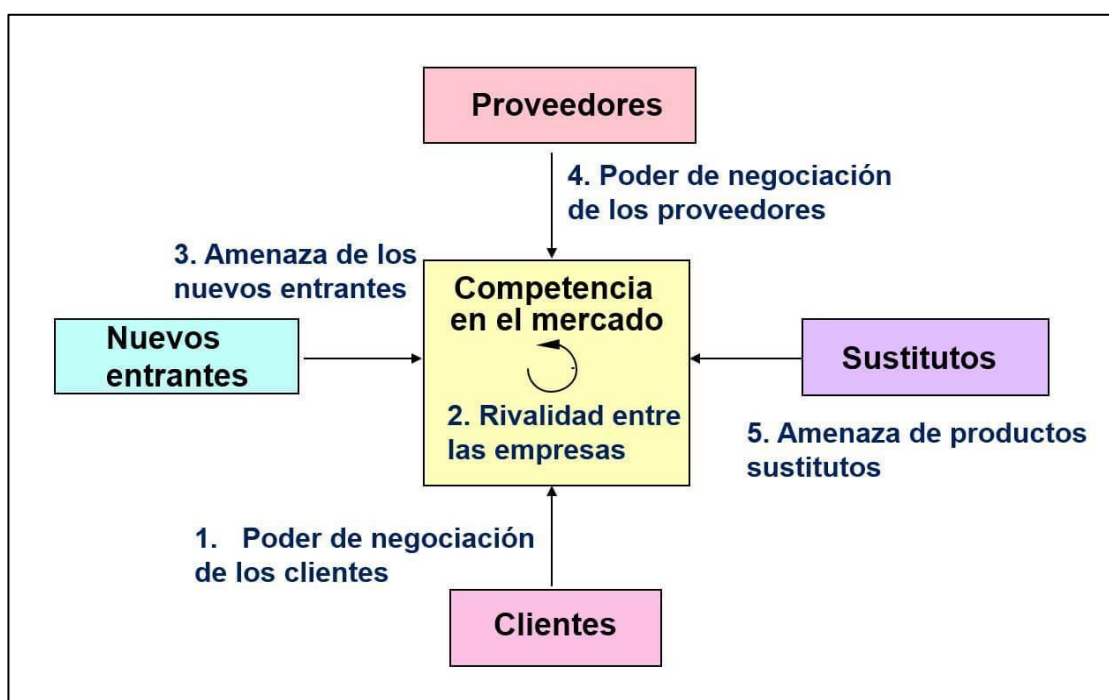 Proveedores
4. Poder de negociación
de los proveedores
3. Amenaza de los
nuevos entrantes
Competencia
en el mercado
Nuevos
entrantes
Sustitutos
2. Rivalidad entre
las empresas
5. Amenaza de productos
sustitutos
1. Poder de negociación
de los clientes
Clientes